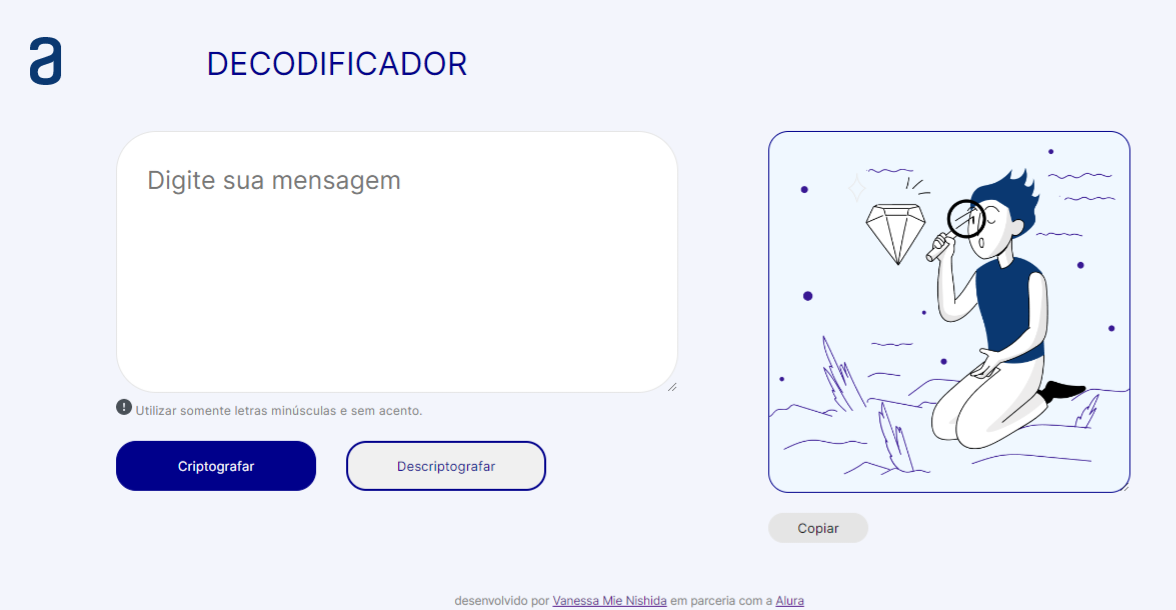 a
DECODIFICADOR
Digite sua mensagem
Utilizar somente letras minúsculas e sem acento.
Criptografar
Descriptografar
Copiar
desenvolvido por Vanessa Mie Nishida em parceria com a Alura